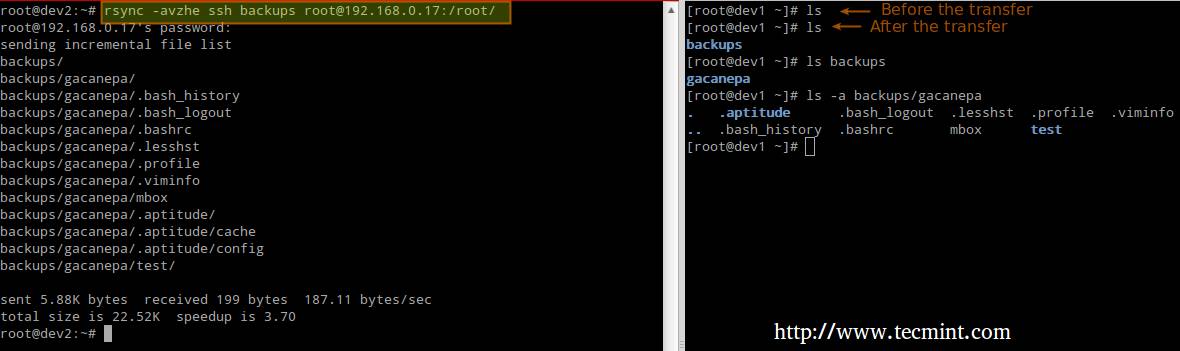 root@dev2:~# rsync -avzhe ssh backups root@192.168.0.17:/root/
root@192.168.0.17's password:
sending incremental file list
backups/
backups/gacanepa/
backups/gacanepa/.bash_history
backups/gacanepa/.bash_logout
backups/gacanepa/.bashrc
backups/gacanepa/.lesshst
backups/gacanepa/.profile
backups/gacanepa/.viminfo
backups/gacanepa/mbox
backups/gacanepa/.aptitude/
backups/gacanepa/.aptitude/cache
backups/gacanepa/.aptitude/config
backups/gacanepa/test/

sent 5.88K bytes  received 199 bytes  187.11 bytes/sec
total size is 22.52K  speedup is 3.70
root@dev2:~#
[root@dev1 ~]# ls Before the transfer
[root@dev1 ~]# ls After the transfer
backups
[root@dev1 ~]# ls backups
gacanepa
[root@dev1 ~]# ls -a backups/gacanepa
.   .aptitude      .bash_logout  .lesshst  .profile  .viminfo
..  .bash_history  .bashrc       mbox      test
[root@dev1 ~]#
http://www.tecmint.com